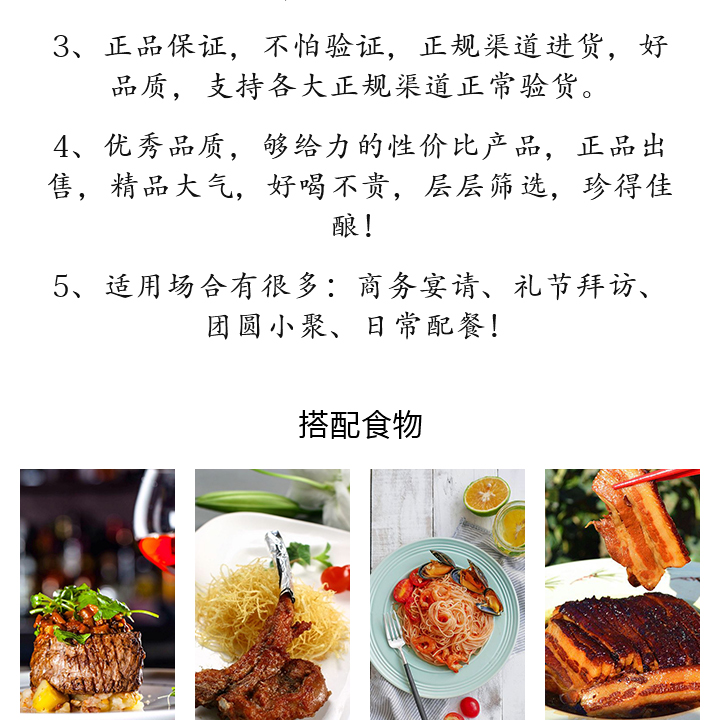 3、正品保证，不怕验证，正规渠道进货，好
品质，支持各大正规渠道正常验货。
4、优秀品质，够给力的性价比产品，正品出
售，精品大气，好喝不贵，层层筛选，珍得佳
酿！
5、适用场合有很多：商务宴请、礼节拜访、
团圆小聚、日常配餐！
搭配食物